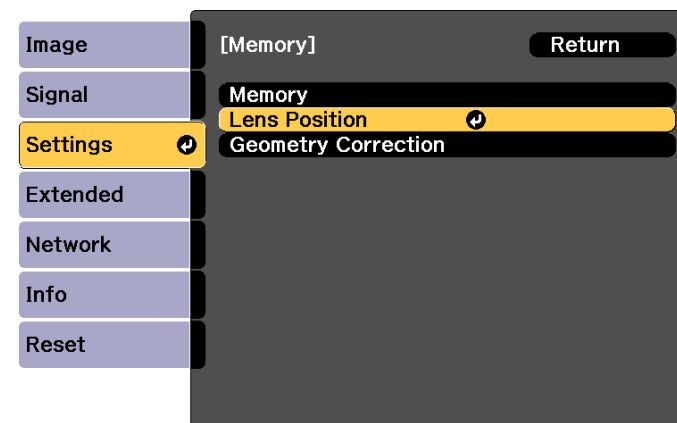 Image
Signal
Settings
Extended
Network
Info
Reset
[Memory] Return
Memory
Lens Position
Geometry Correction